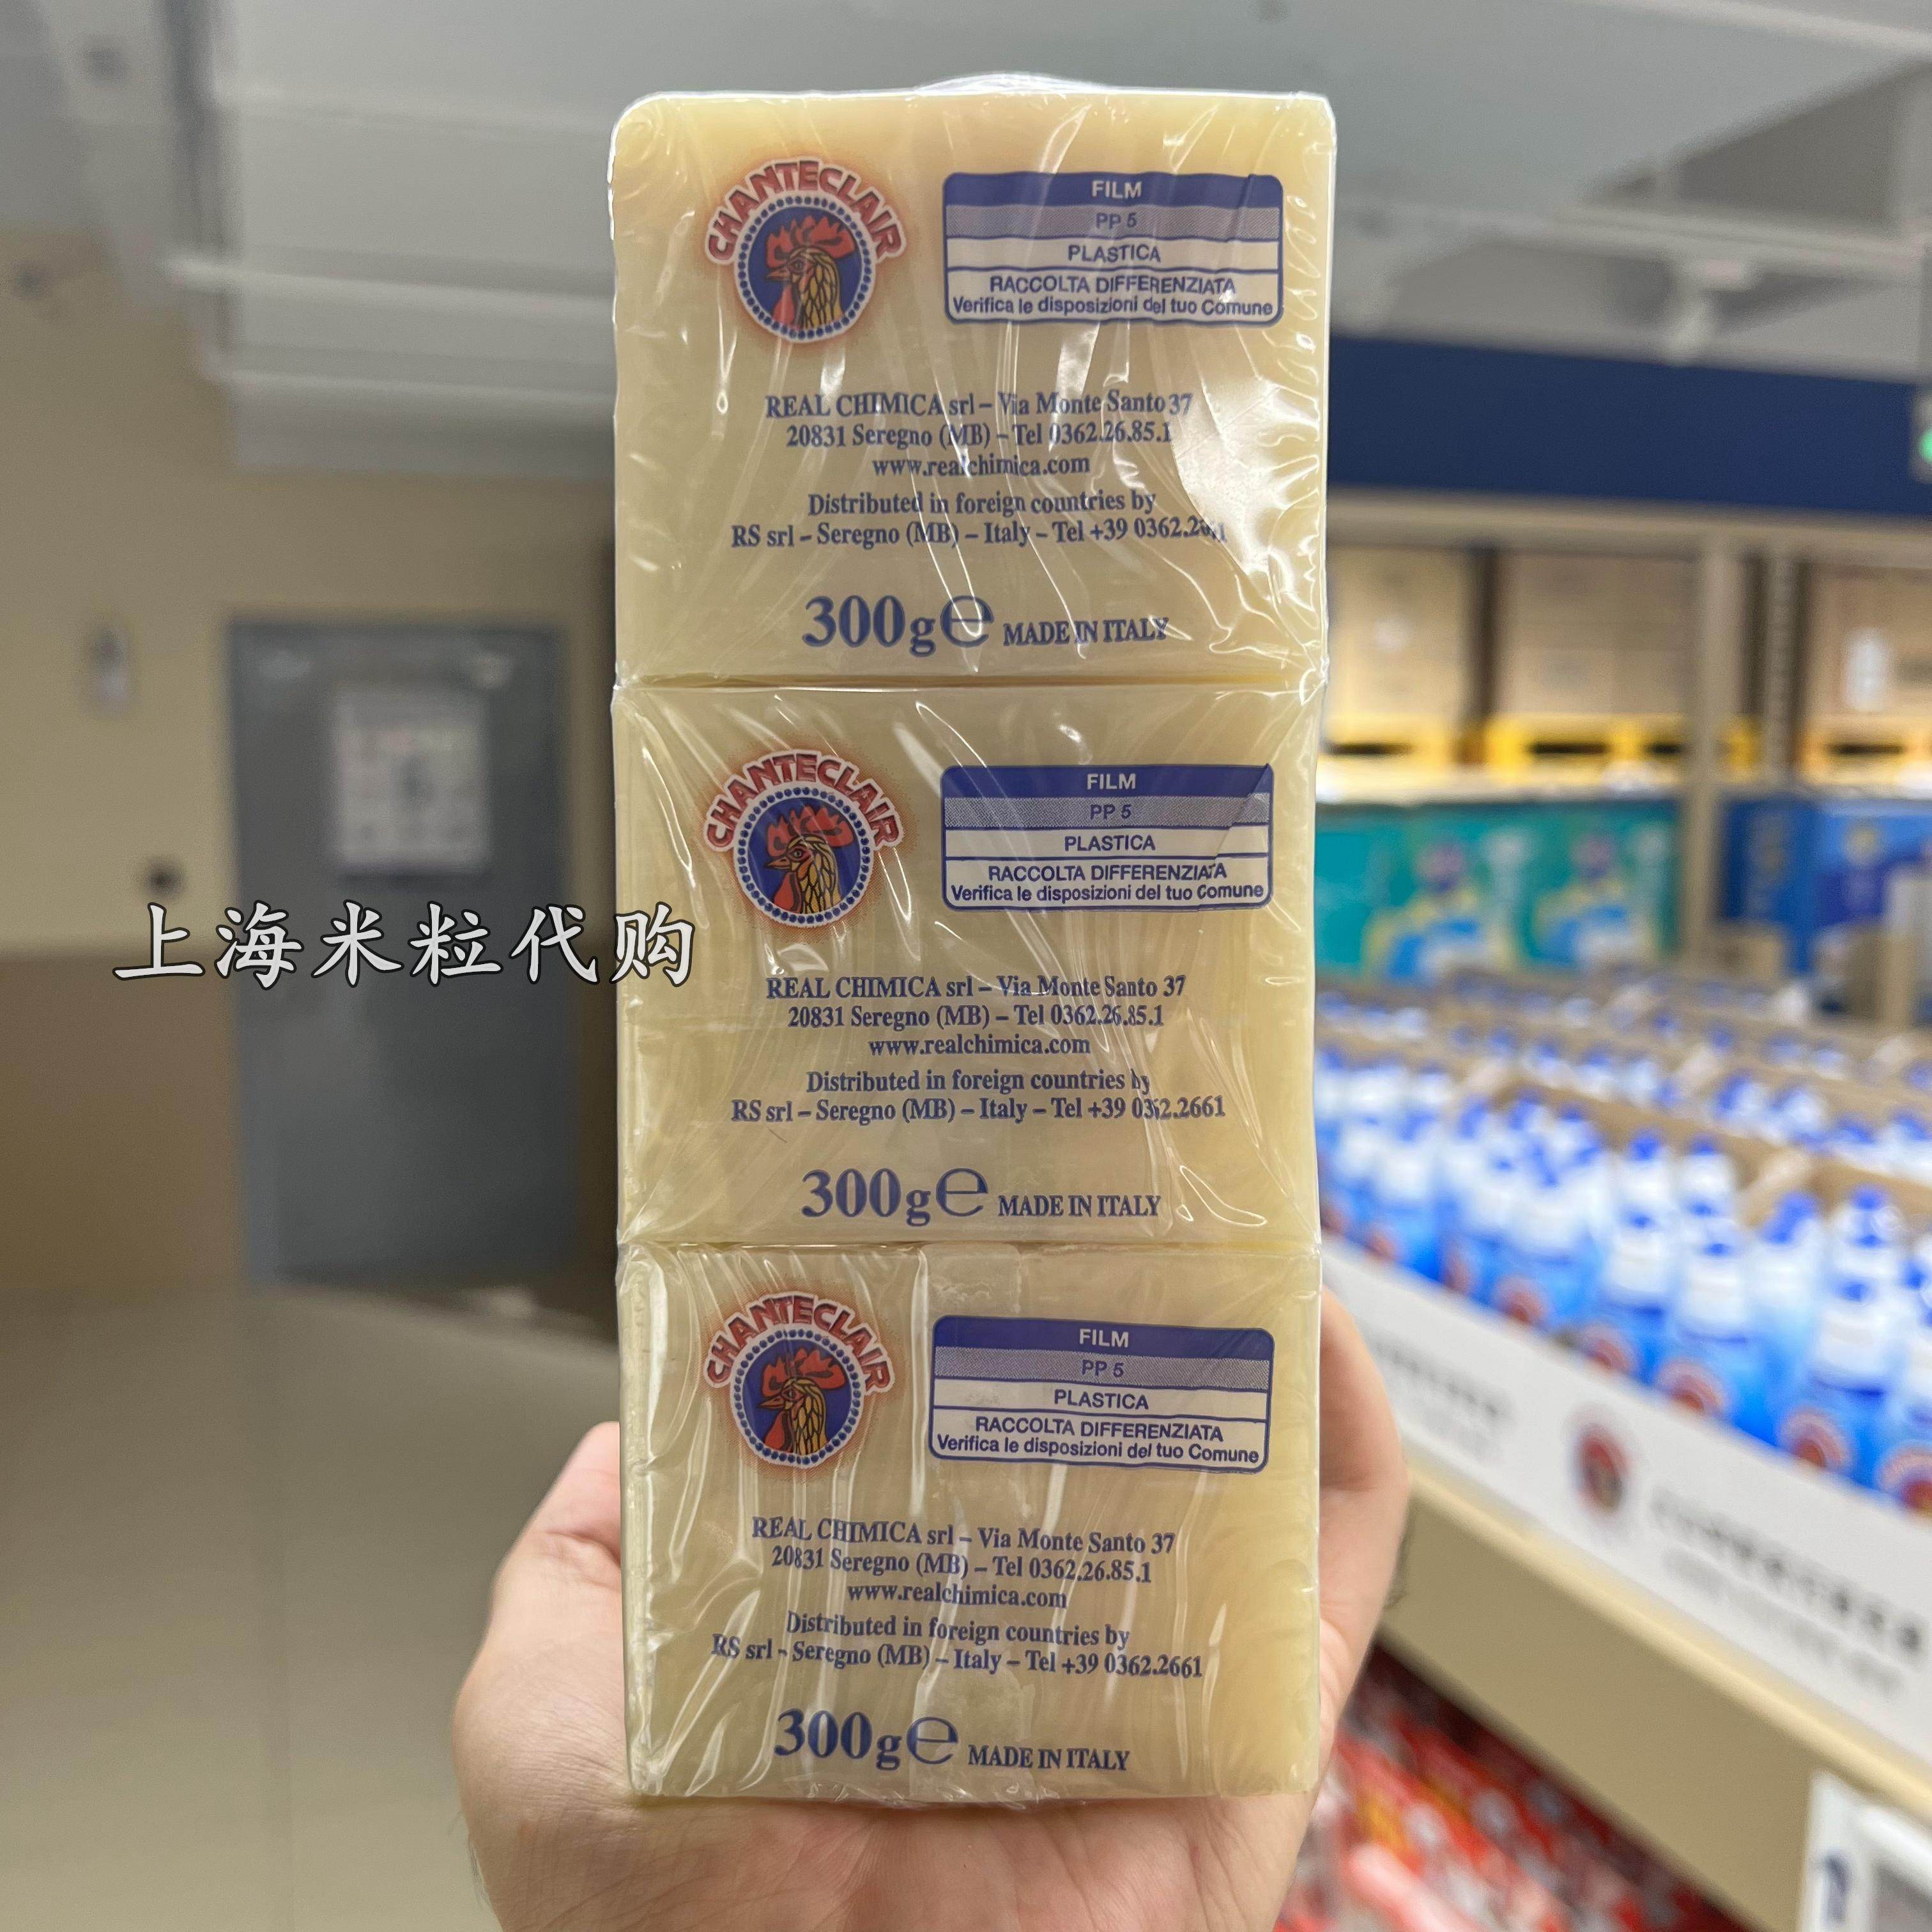 CHANTECLAIR
FILM
PP 5
PLASTICA
RACCOLTA DIFFERENZIATA
Verifica le disposizioni del tuo Comune
REAL CHIMICA srl – Via Monte Santo 37
20831 Seregno (MB) – Tel 0362.26.85.1
www.realchimica.com
Distributed in foreign countries by
RS srl – Seregno (MB) – Italy – Tel +39
300g℮ MADE IN ITALY
CHANTECLAIR
FILM
PP 5
PLASTICA
RACCOLTA DIFFERENZIATA
Verifica le disposizioni del tuo Comune
上海米粒代购
REAL CHIMICA srl – Via Monte Santo 37
20831 Seregno (MB) – Tel 0362.26.85.1
www.realchimica.com
Distributed in foreign countries by
RS srl – Seregno (MB) – Italy – Tel +39 0362.2661
300g℮ MADE IN ITALY
CHANTECLAIR
FILM
PP 5
PLASTICA
RACCOLTA DIFFERENZIATA
Verifica le disposizioni del tuo Comune
REAL CHIMICA srl – Via Monte Santo 37
20831 Seregno (MB) – Tel 0362.26.85.1
www.realchimica.com
Distributed in foreign countries by
RS srl - Seregno (MB) – Italy – Tel +39 0362.2661
300g℮ MADE IN ITALY